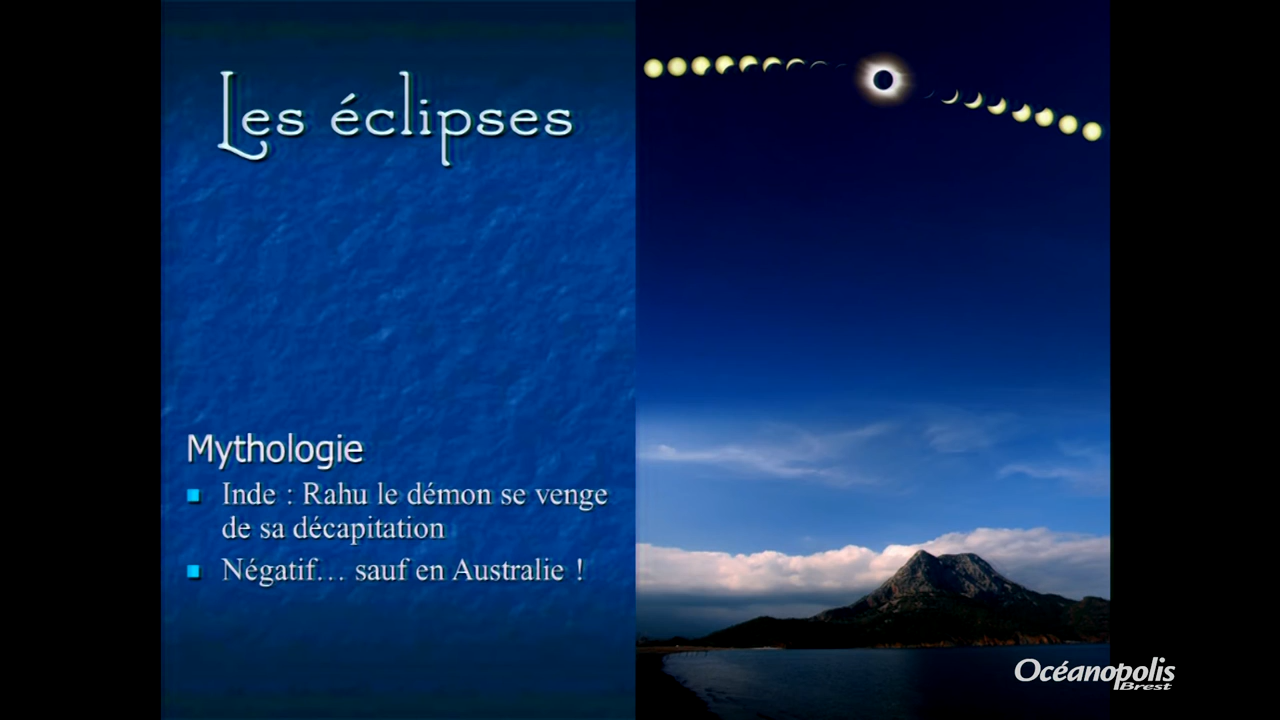 Les éclipses
Mythologie
Inde : Rahu le démon se venge
de sa décapitation
Négatif… sauf en Australie !
Océanopolis
Brest